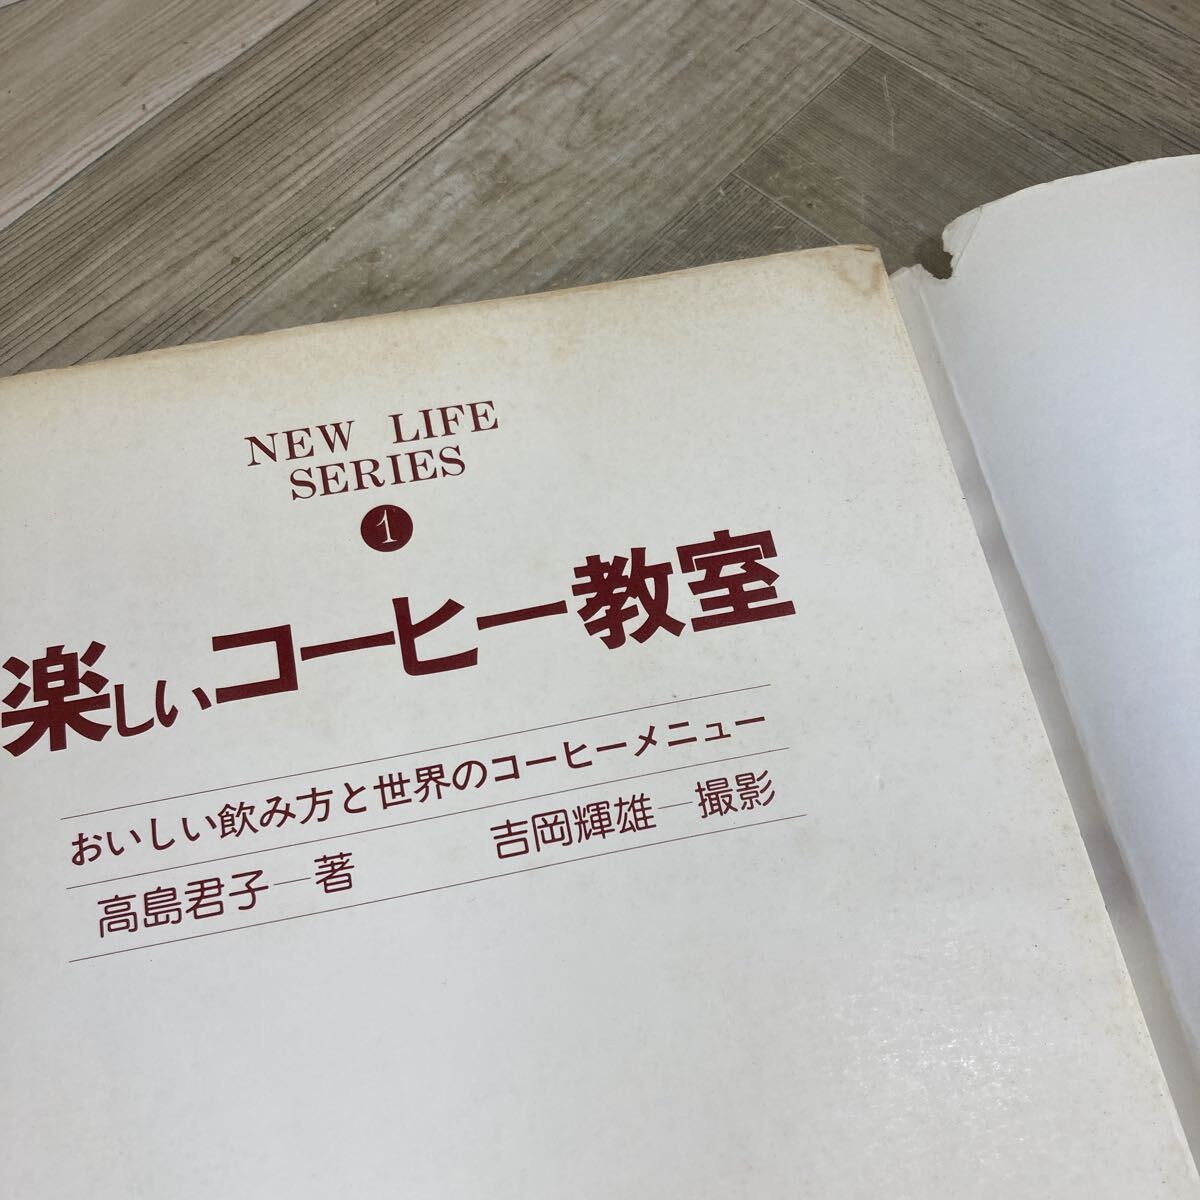 NEW LIFE
SERIES
1
楽しいコーヒー教室
おいしい飲み方と世界のコーヒーメニュー
高島君子—著 吉岡輝雄—撮影